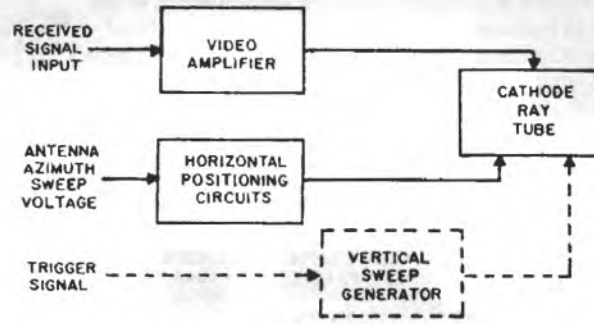 RECEIVED
SIGNAL
INPUT
VIDEO
AMPLIFIER
CATHODE
RAY
TUBE
ANTENNA
AZIMUTH
SWEEP
VOLTAGE
HORIZONTAL
POSITIONING
CIRCUITS
TRIGGER
SIGNAL
VERTICAL
SWEEP
GENERATOR